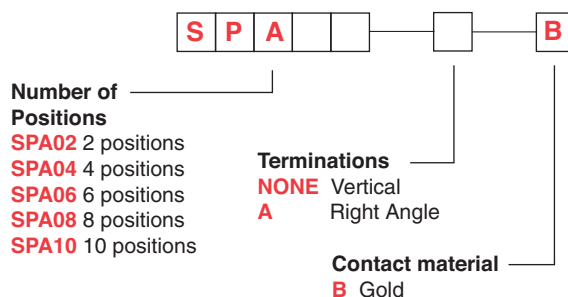 S P A B
Number of
Positions
SPA02 2 positions
SPA04 4 positions
SPA06 6 positions
SPA08 8 positions
SPA10 10 positions
Terminations
NONE Vertical
A Right Angle
Contact material
B Gold